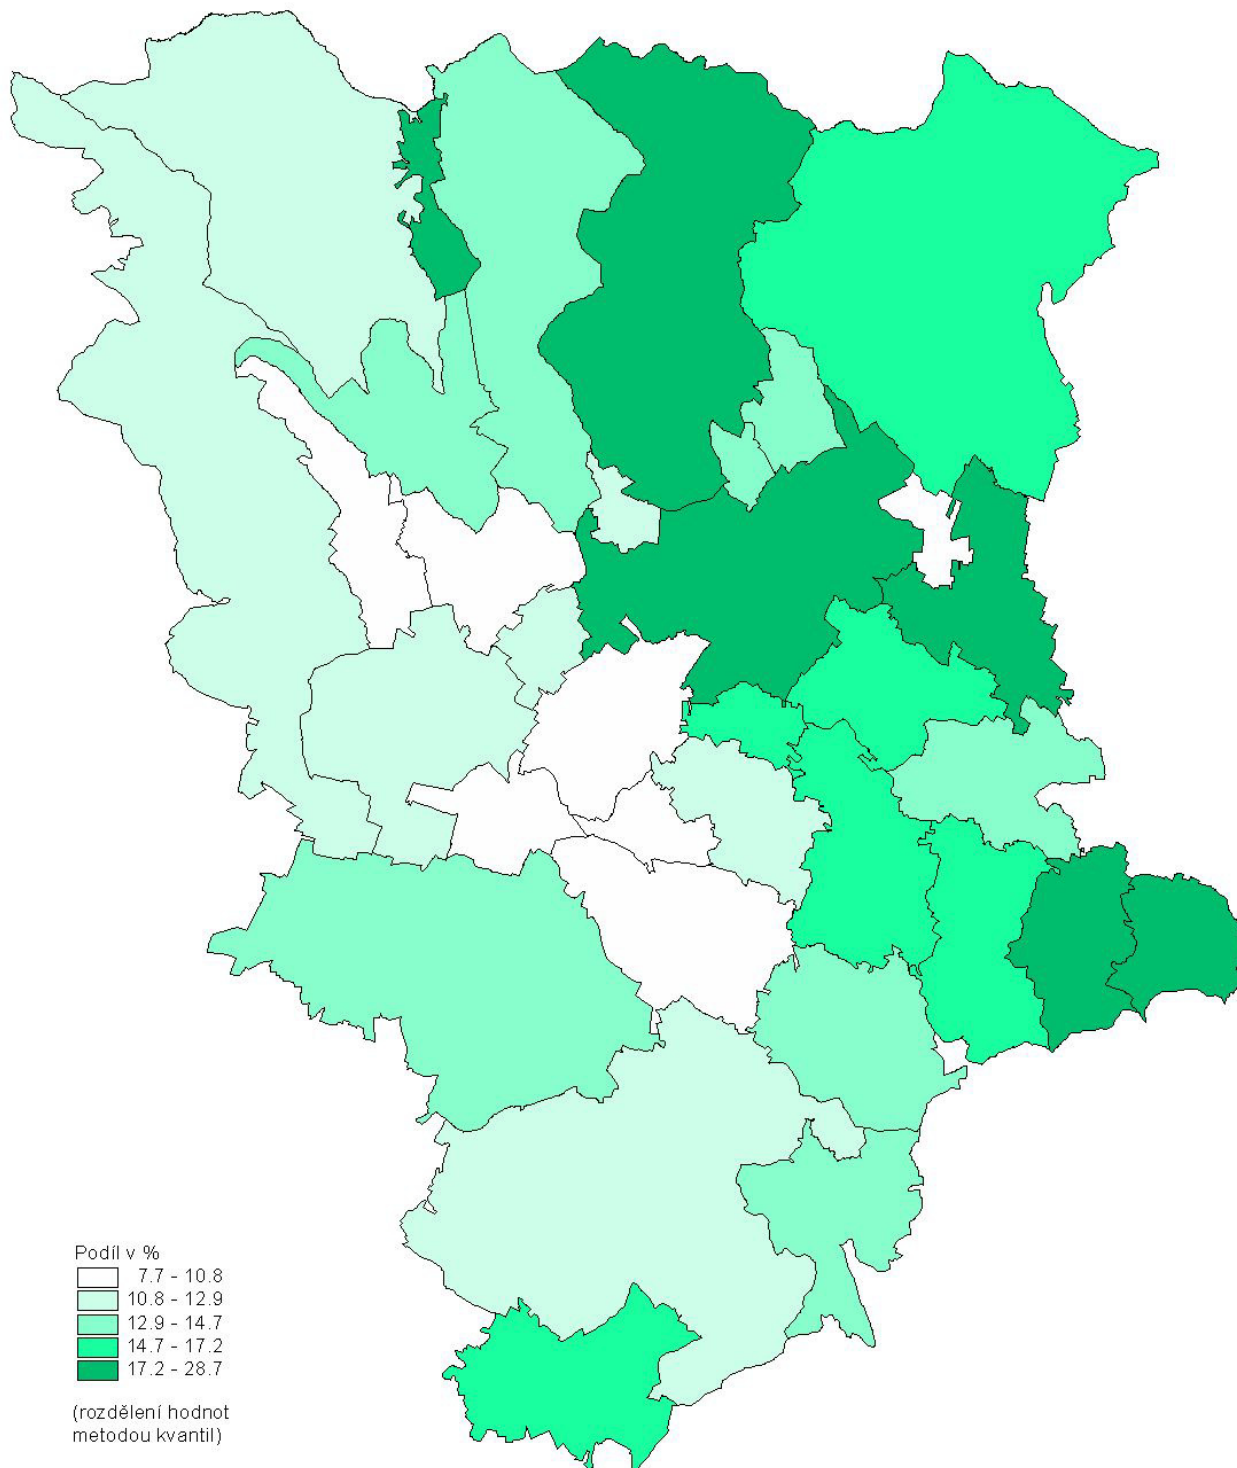 Podíl v %
7.7 - 10.8
10.8 - 12.9
12.9 - 14.7
14.7 - 17.2
17.2 - 28.7
(rozdělení hodnot
metodou kvantil)